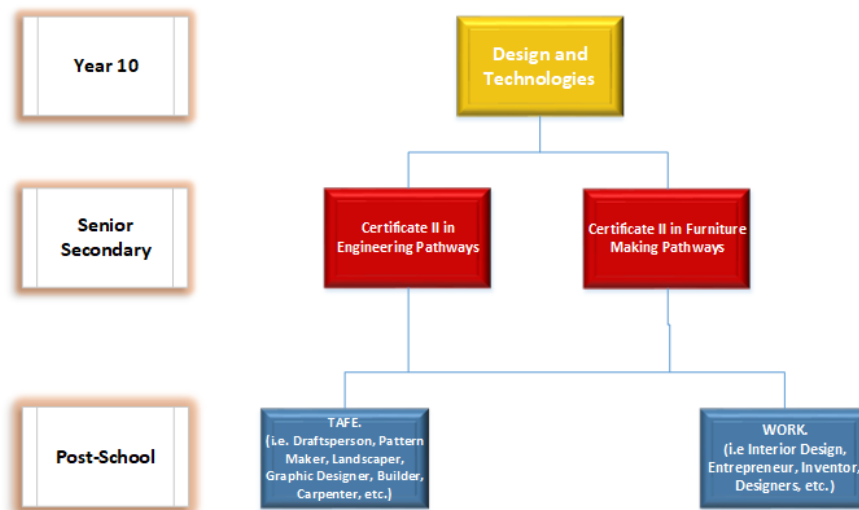 Year 10
Design and
Technologies
Senior
Secondary
Certificate II in
Engineering Pathways
Certificate II in Furniture
Making Pathways
Post-School
TAFE.
(i.e. Draftsperson, Pattern
Maker, Landscaper,
Graphic Designer, Builder,
Carpenter, etc.)
WORK.
(i.e Interior Design,
Entrepreneur, Inventor,
Designers, etc.)